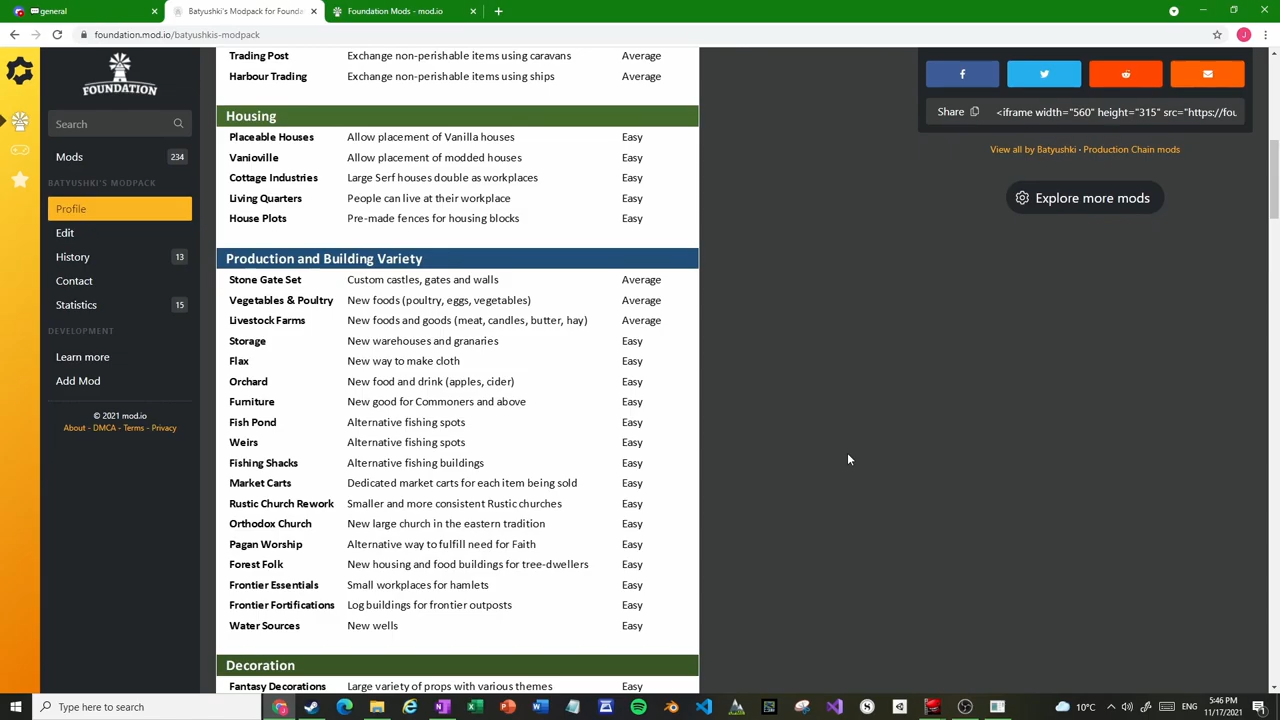 general
Batyushki's Modpack for Founda
Foundation Mods - mod.io
foundation.mod.io/batyushkis-modpack
J
FOUNDATION
Search
Mods 234
BATYUSHKI'S MODPACK
Profile
Edit
History 13
Contact
Statistics 15
DEVELOPMENT
Learn more
Add Mod
© 2021 mod.io
About - DMCA - Terms - Privacy
Trading Post Exchange non-perishable items using caravans Average
Harbour Trading Exchange non-perishable items using ships Average
Housing
Placeable Houses Allow placement of Vanilla houses Easy
Vanioville Allow placement of modded houses Easy
Cottage Industries Large Serf houses double as workplaces Easy
Living Quarters People can live at their workplace Easy
House Plots Pre-made fences for housing blocks Easy
Production and Building Variety
Stone Gate Set Custom castles, gates and walls Average
Vegetables & Poultry New foods (poultry, eggs, vegetables) Average
Livestock Farms New foods and goods (meat, candles, butter, hay) Average
Storage New warehouses and granaries Easy
Flax New way to make cloth Easy
Orchard New food and drink (apples, cider) Easy
Furniture New good for Commoners and above Easy
Fish Pond Alternative fishing spots Easy
Weirs Alternative fishing spots Easy
Fishing Shacks Alternative fishing buildings Easy
Market Carts Dedicated market carts for each item being sold Easy
Rustic Church Rework Smaller and more consistent Rustic churches Easy
Orthodox Church New large church in the eastern tradition Easy
Pagan Worship Alternative way to fulfill need for Faith Easy
Forest Folk New housing and food buildings for tree-dwellers Easy
Frontier Essentials Small workplaces for hamlets Easy
Frontier Fortifications Log buildings for frontier outposts Easy
Water Sources New wells Easy
Decoration
Fantasy Decorations Large variety of props with various themes Easy
Share <iframe width="560" height="315" src="https://fou
View all by Batyushki · Production Chain mods
Explore more mods
Type here to search
10°C
ENG
5:46 PM
11/17/2021